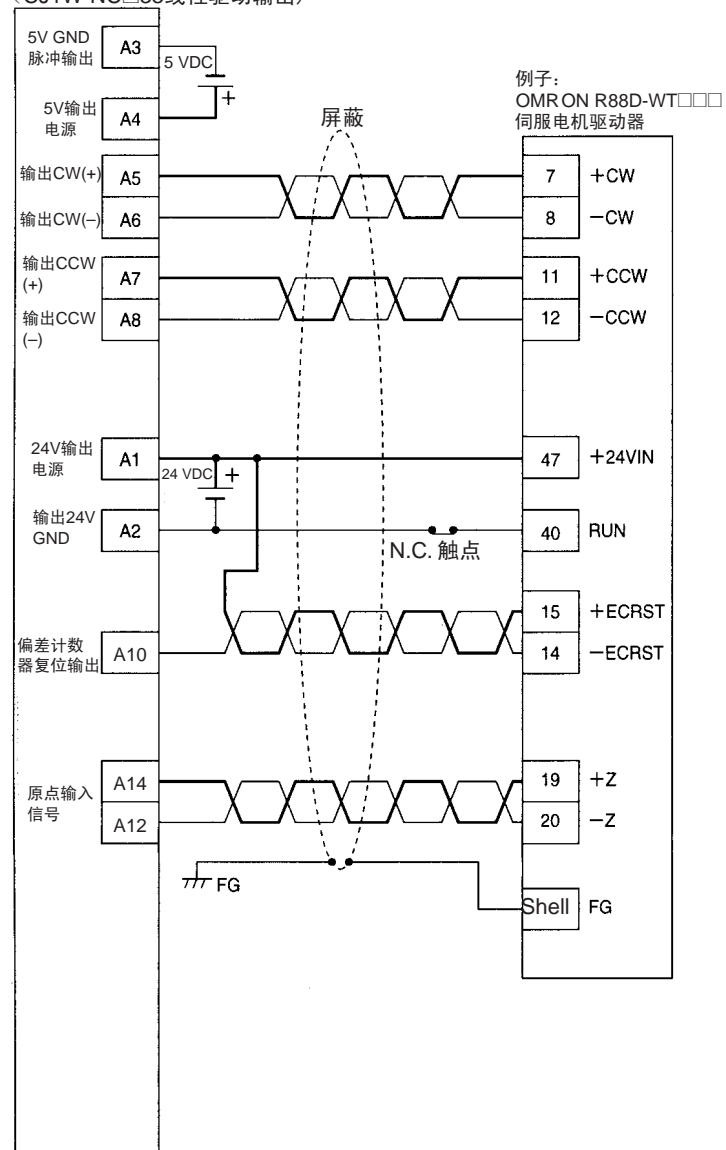 5V GND
脉冲输出
A3
5 VDC
+
5V输出
电源
A4
例子：
OMRON R88D-WT□□□
伺服电机驱动器
屏蔽
输出CW(+)
A5
7
+CW
输出CW(–)
A6
8
−CW
输出CCW
(+)
A7
11
+CCW
输出CCW
(–)
A8
12
−CCW
24V输出
电源
A1
24 VDC
+
47
+24VIN
输出24V
GND
A2
N.C. 触点
40
RUN
15
+ECRST
偏差计数
器复位输出
A10
14
−ECRST
原点输入
信号
A14
19
+Z
A12
20
−Z
FG
Shell
FG